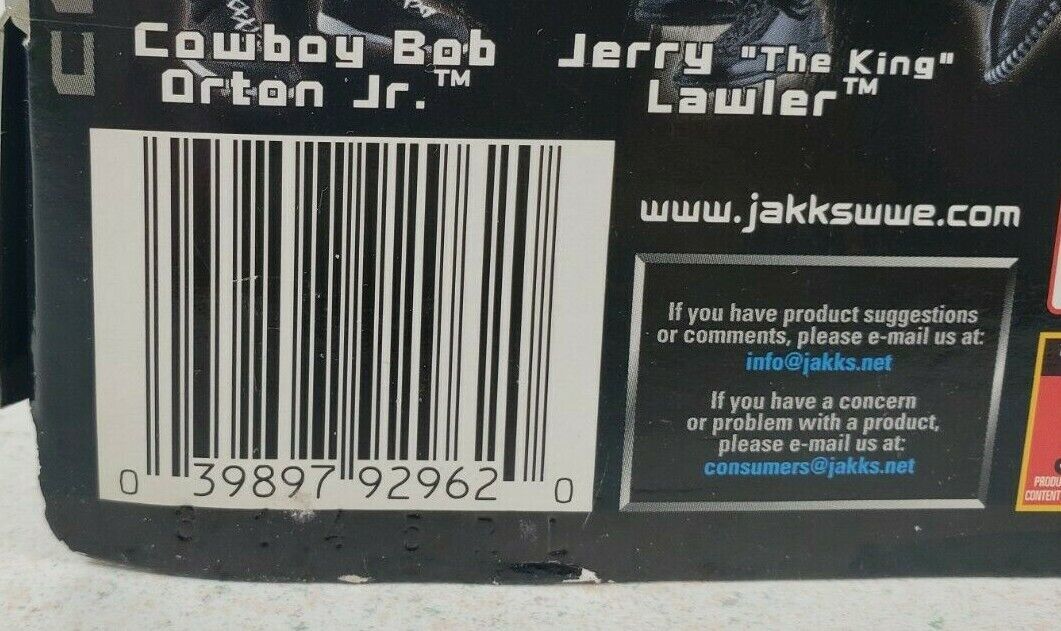 Cowboy Bob
Orton Jr.™
Jerry "The King"
Lawler™
www.jakkswwe.com
If you have product suggestions
or comments, please e-mail us at:
info@jakks.net
If you have a concern
or problem with a product,
please e-mail us at:
consumers@jakks.net
0 39897 92962 0